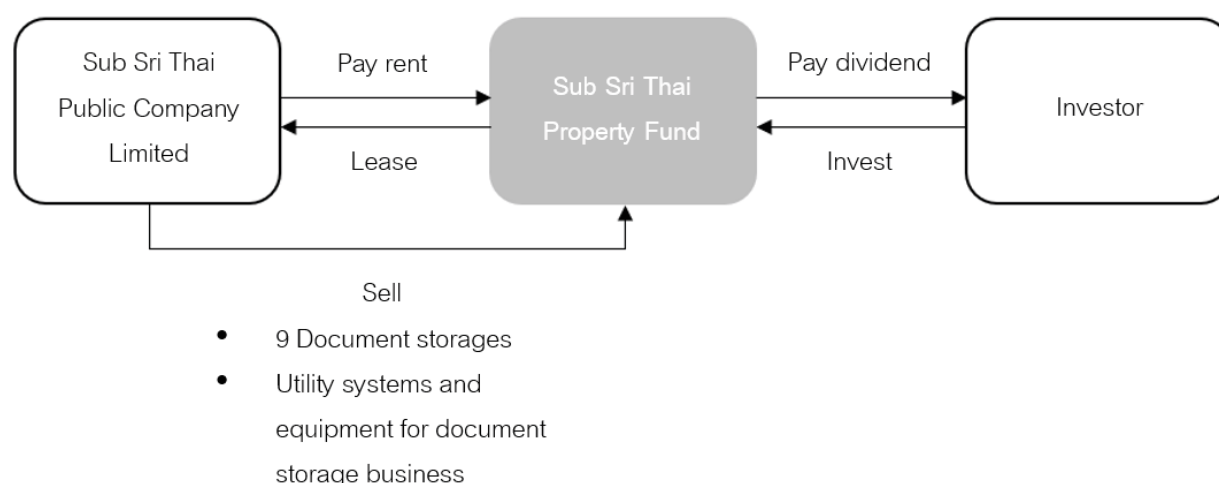 Sub Sri Thai
Public Company
Limited
Pay rent
Lease
Sub Sri Thai
Property Fund
Pay dividend
Invest
Investor
Sell
• 9 Document storages
• Utility systems and
equipment for document
storage business